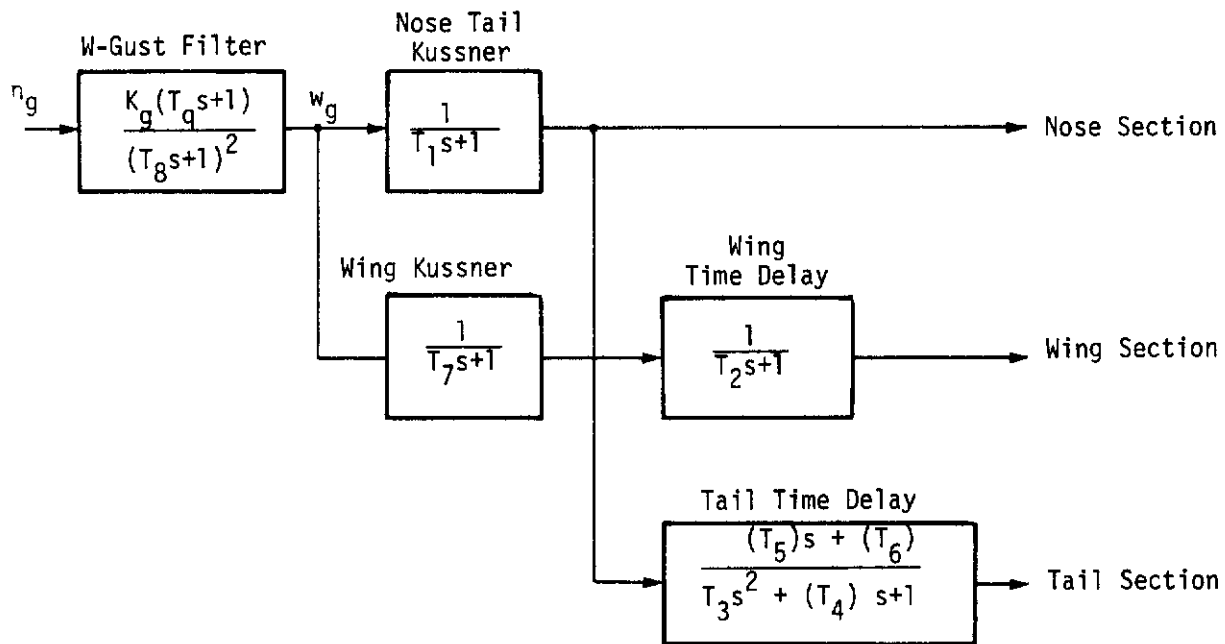 Nose Tail
Kussner
W-Gust Filter
n_g
K_g(T_q s+1)
(T_8 s+1)^2
w_g
1
T_1 s+1
Nose Section
Wing Kussner
1
T_7 s+1
Wing
Time Delay
1
T_2 s+1
Wing Section
Tail Time Delay
(T_5)s + (T_6)
T_3 s^2 + (T_4) s+1
Tail Section